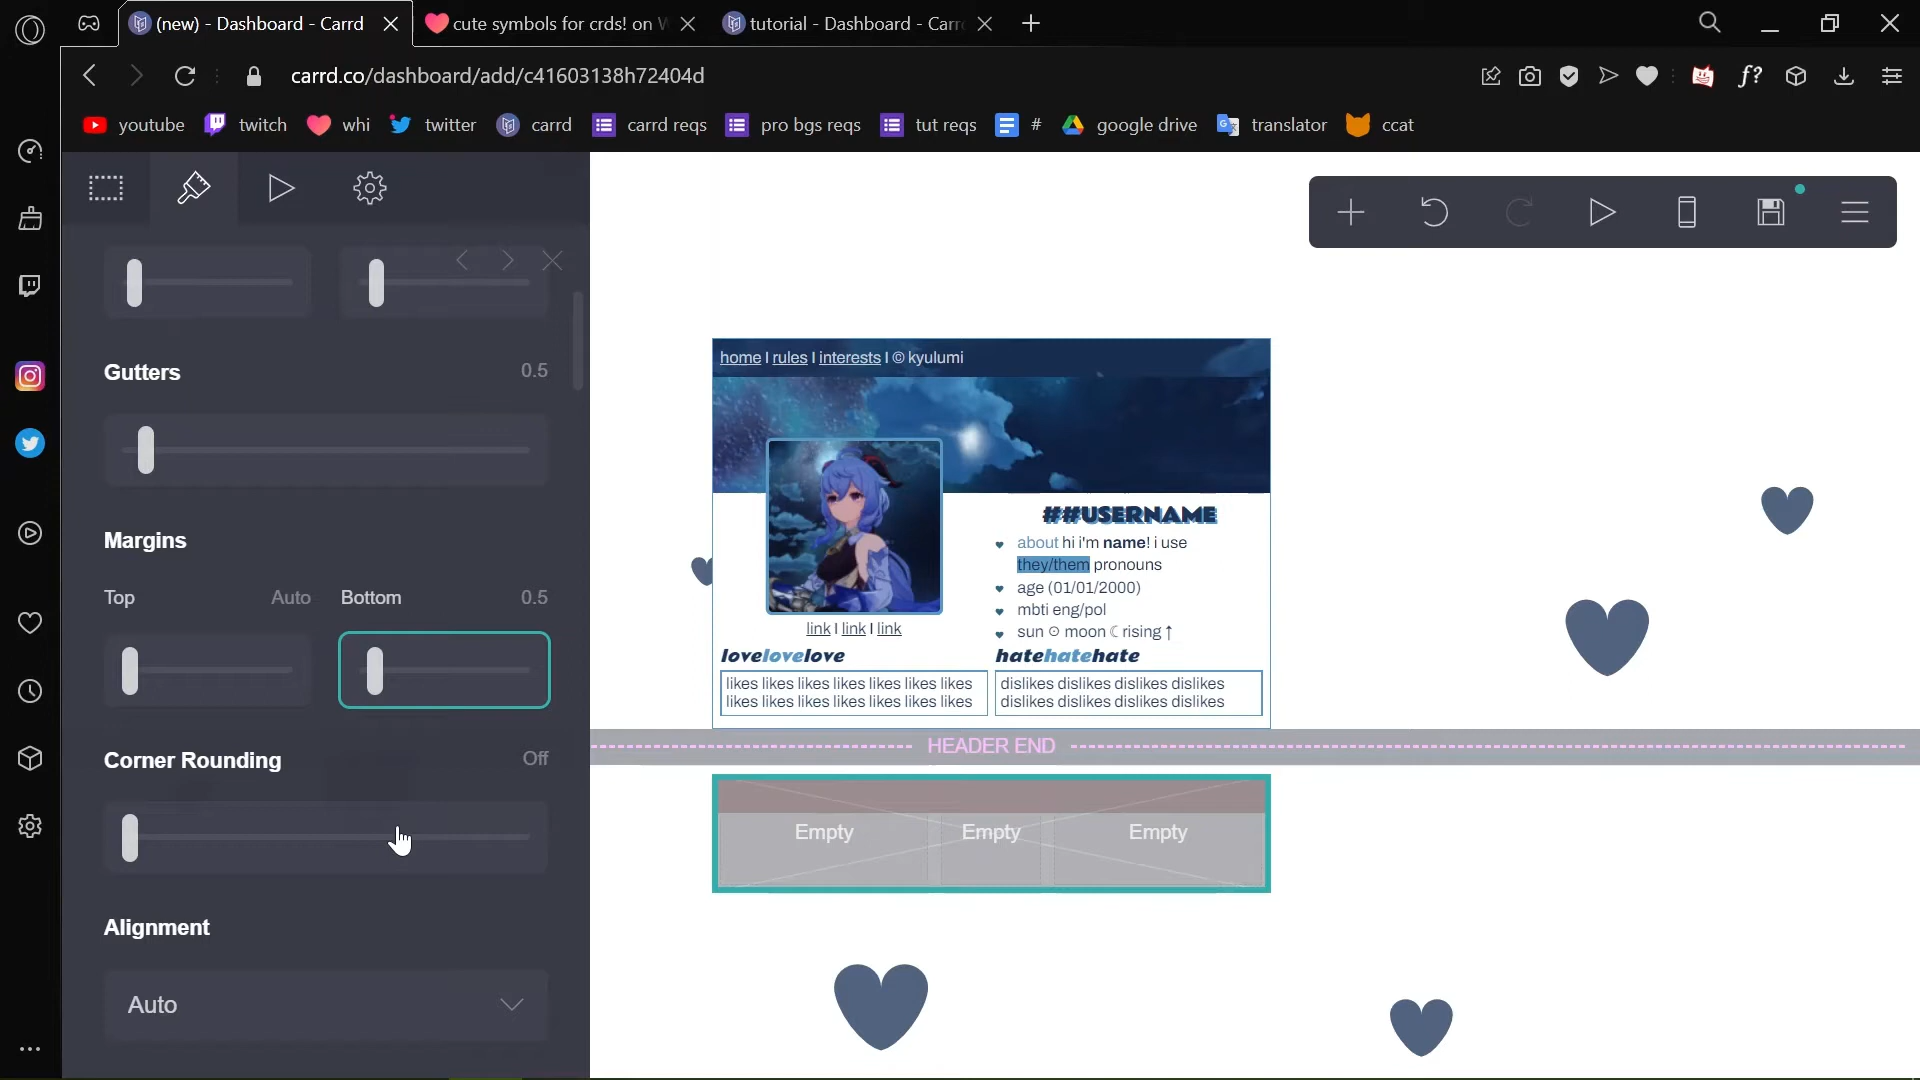 (new) - Dashboard - Carrd
cute symbols for crds! on W
tutorial - Dashboard - Carrd
carrd.co/dashboard/add/c41603138h72404d
f?
youtube
twitch
whi
twitter
carrd
carrd reqs
pro bgs reqs
tut reqs
#
google drive
translator
ccat
Gutters 0.5
Margins
Top Auto Bottom 0.5
Corner Rounding Off
Alignment
Auto
home I rules I interests I © kyulumi
##USERNAME
about hi i'm name! i use
they/them pronouns
age (01/01/2000)
mbti eng/pol
sun ☉ moon ☾ rising ↑
link I link I link
lovelovelove
hatehatehate
likes likes likes likes likes likes likes
likes likes likes likes likes likes likes
dislikes dislikes dislikes dislikes
dislikes dislikes dislikes dislikes
HEADER END
Empty
Empty
Empty